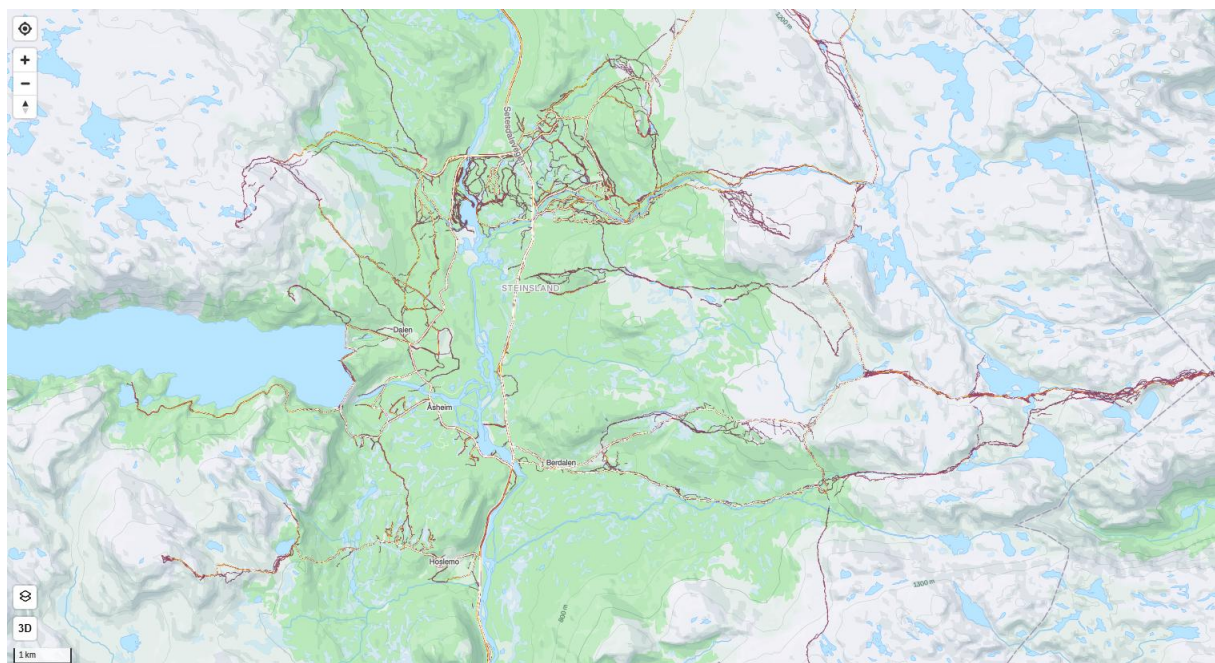 1200 m
+
−
Setesdalsvegen
STEINSLAND
Dalen
Åsheim
Berdalen
Hoslemo
800 m
1300 m
3D
1 km